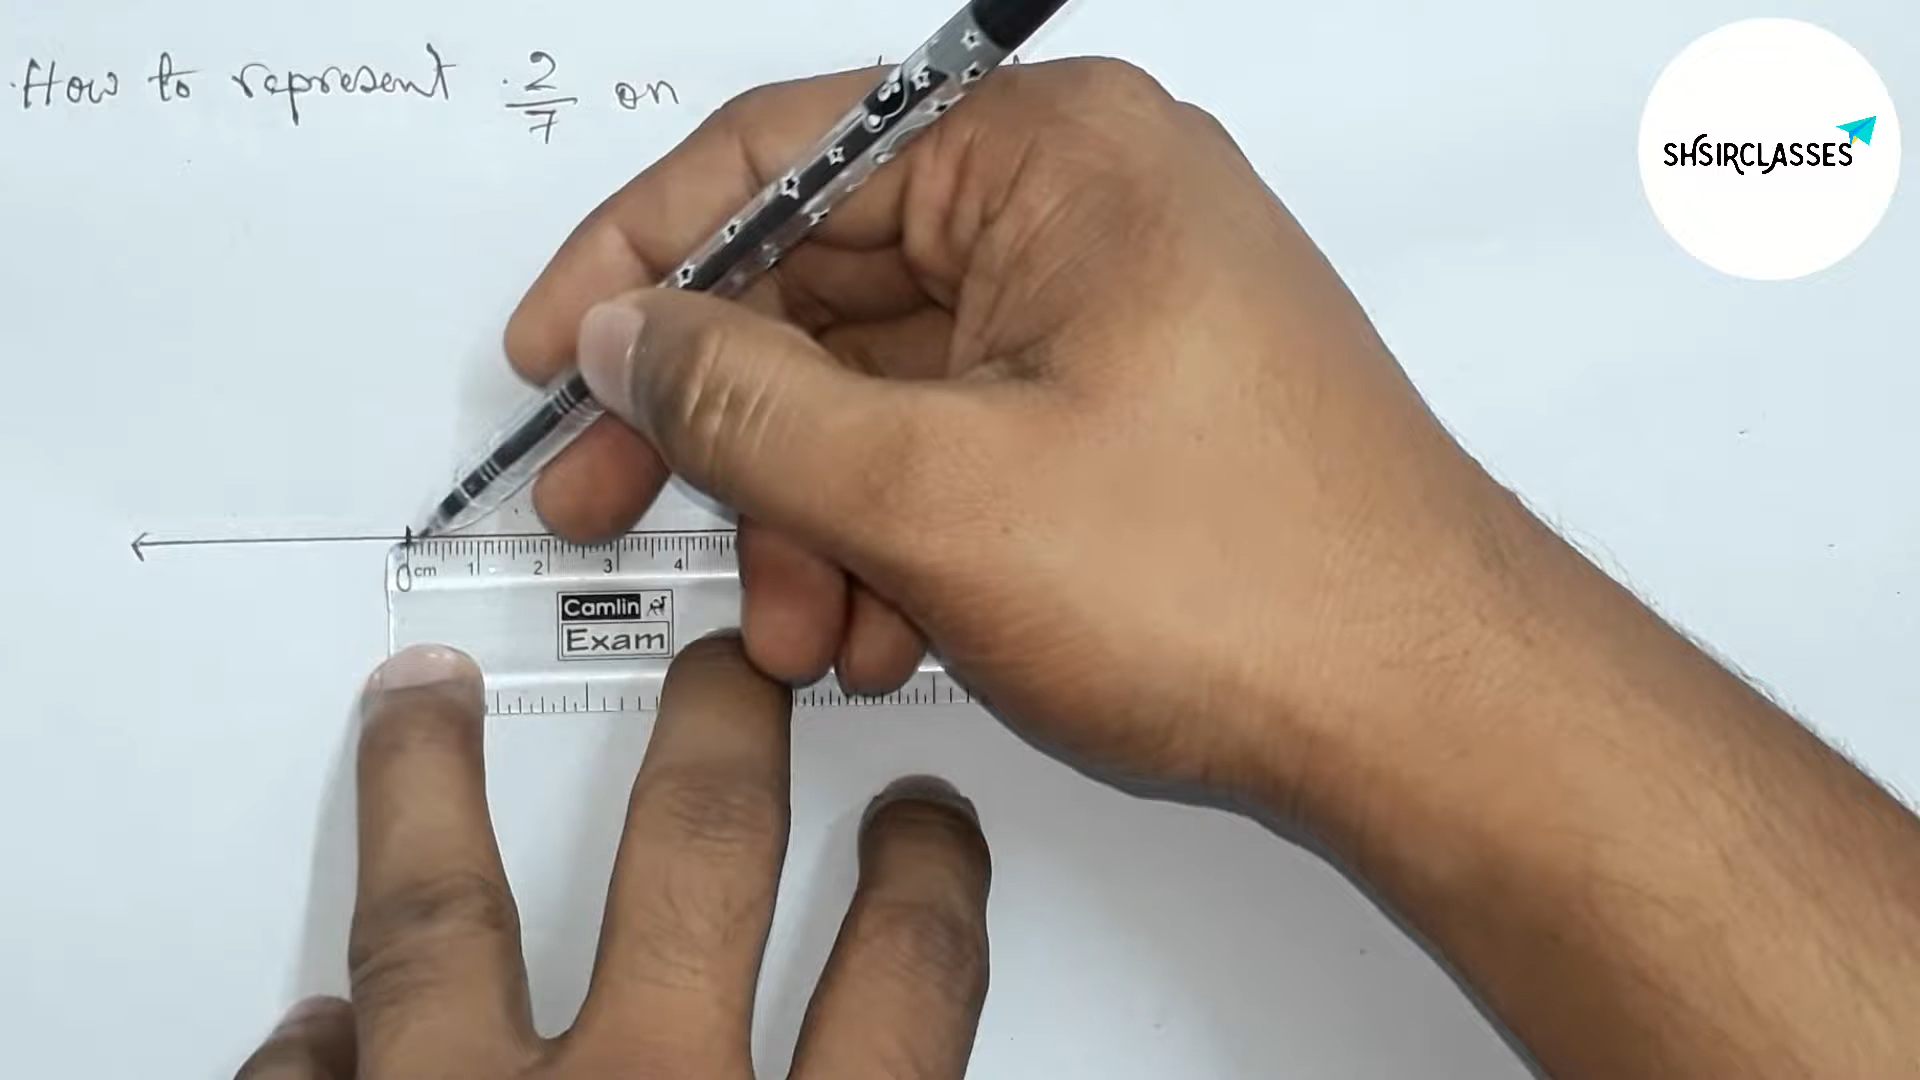 How to represent 2/7 on
SHSIRCLASSES
0 cm 1 2 3 4
Camlin
Exam